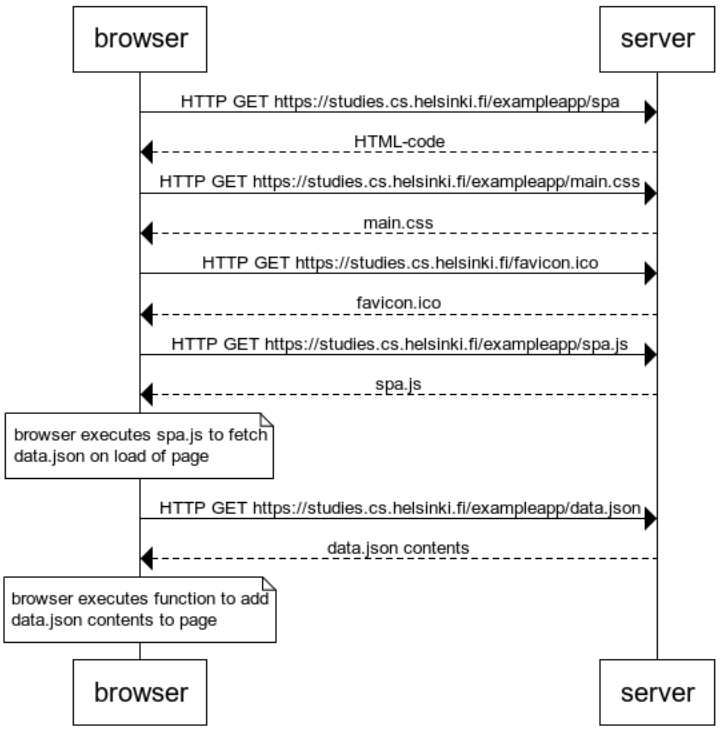 browser
server
HTTP GET https://studies.cs.helsinki.fi/exampleapp/spa
HTML-code
HTTP GET https://studies.cs.helsinki.fi/exampleapp/main.css
main.css
HTTP GET https://studies.cs.helsinki.fi/favicon.ico
favicon.ico
HTTP GET https://studies.cs.helsinki.fi/exampleapp/spa.js
spa.js
browser executes spa.js to fetch
data.json on load of page
HTTP GET https://studies.cs.helsinki.fi/exampleapp/data.json
data.json contents
browser executes function to add
data.json contents to page
browser
server